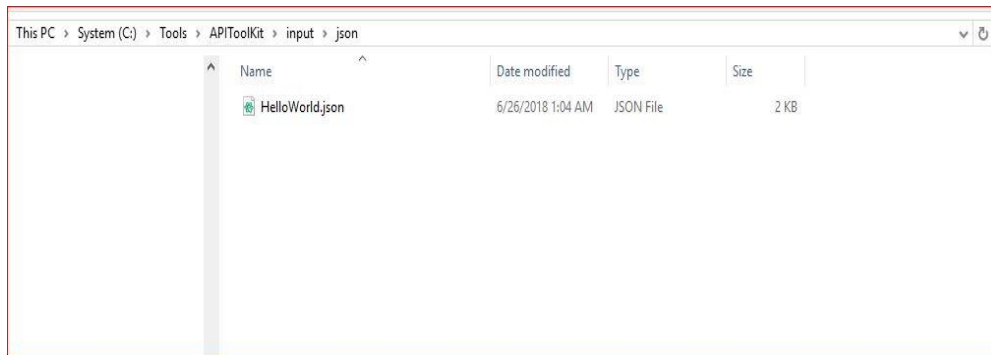 This PC > System (C:) > Tools > APIToolKit > input > json
Name Date modified Type Size
HelloWorld.json 6/26/2018 1:04 AM JSON File 2 KB